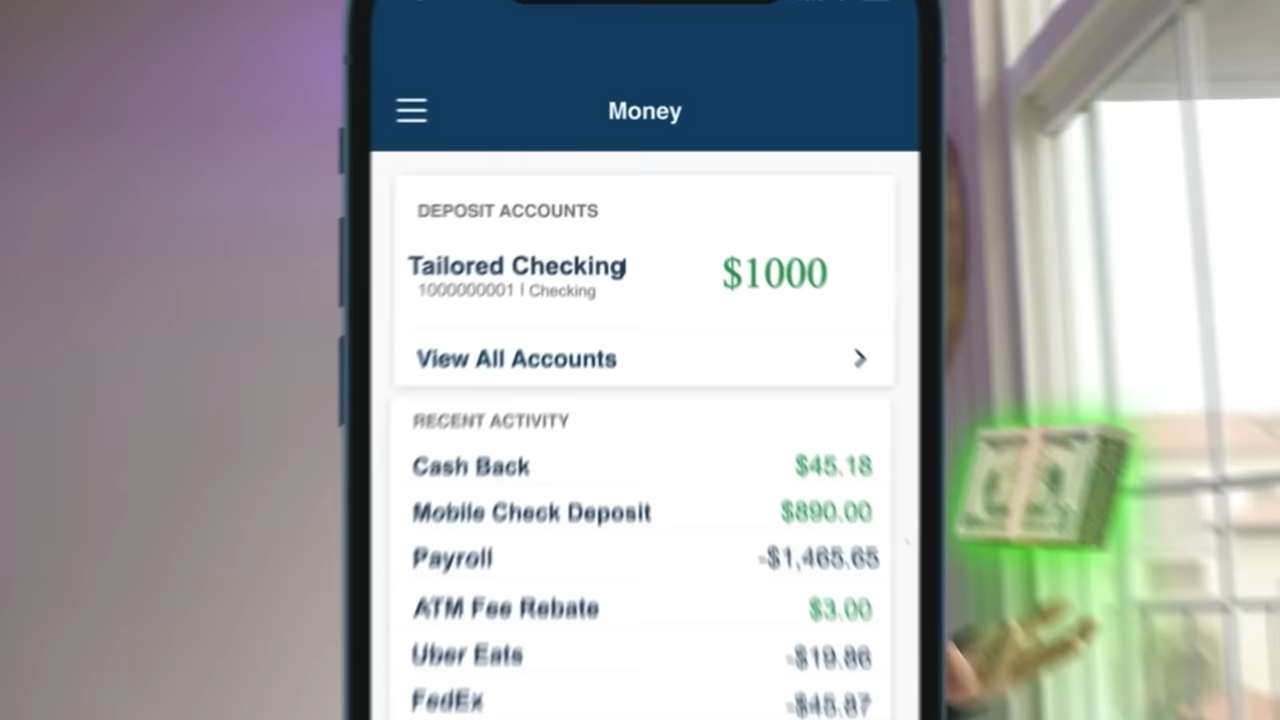 Money
DEPOSIT ACCOUNTS
Tailored Checking $1000
1000000001 | Checking
View All Accounts
RECENT ACTIVITY
Cash Back $45.18
Mobile Check Deposit $890.00
Payroll -$1,465.65
ATM Fee Rebate $3.00
Uber Eats -$19.86
FedEx -$45.87